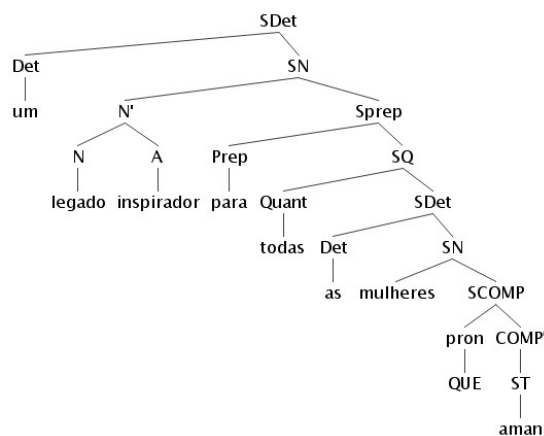 SDet
Det SN
um N' Sprep
N A Prep SQ
legado inspirador para Quant SDet
todas Det SN
as mulheres SCOMP
pron COMP'
QUE ST
aman